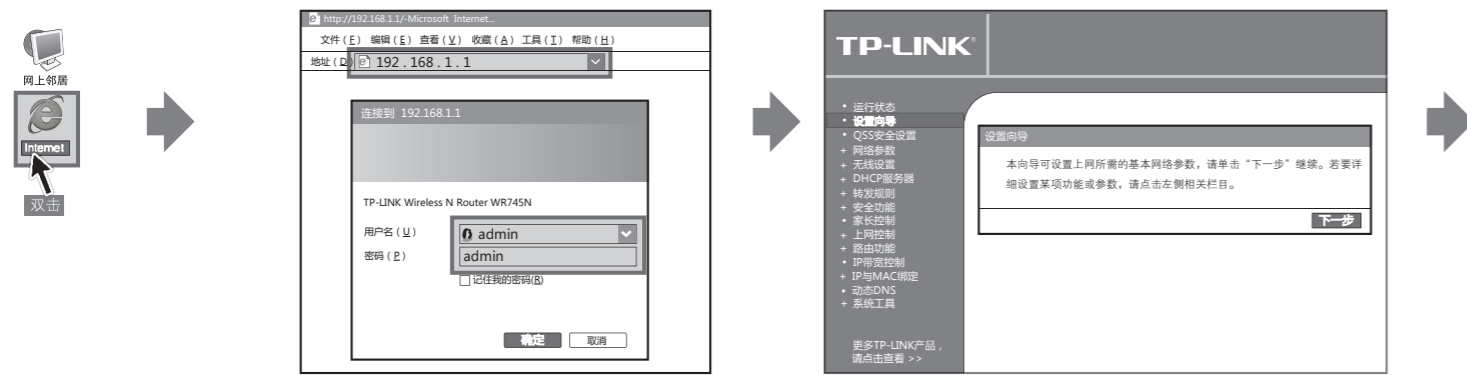 网上邻居
Internet
双击
http://192.168.1.1/-Microsoft Internet...
文件(F) 编辑(E) 查看(V) 收藏(A) 工具(I) 帮助(H)
地址(D) 192.168.1.1
连接到 192.168.1.1
TP-LINK Wireless N Router WR745N
用户名(U) admin
密码(P) admin
记住我的密码(R)
确定 取消
TP-LINK
• 运行状态
• 设置向导
• QSS安全设置
+ 网络参数
+ 无线设置
+ DHCP服务器
+ 转发规则
+ 安全功能
• 家长控制
+ 上网控制
+ 路由功能
• IP带宽控制
+ IP与MAC绑定
• 动态DNS
+ 系统工具
更多TP-LINK产品，
请点击查看 >>
设置向导
本向导可设置上网所需的基本网络参数，请单击“下一步”继续。若要详
细设置某项功能或参数，请点击左侧相关栏目。
下一步